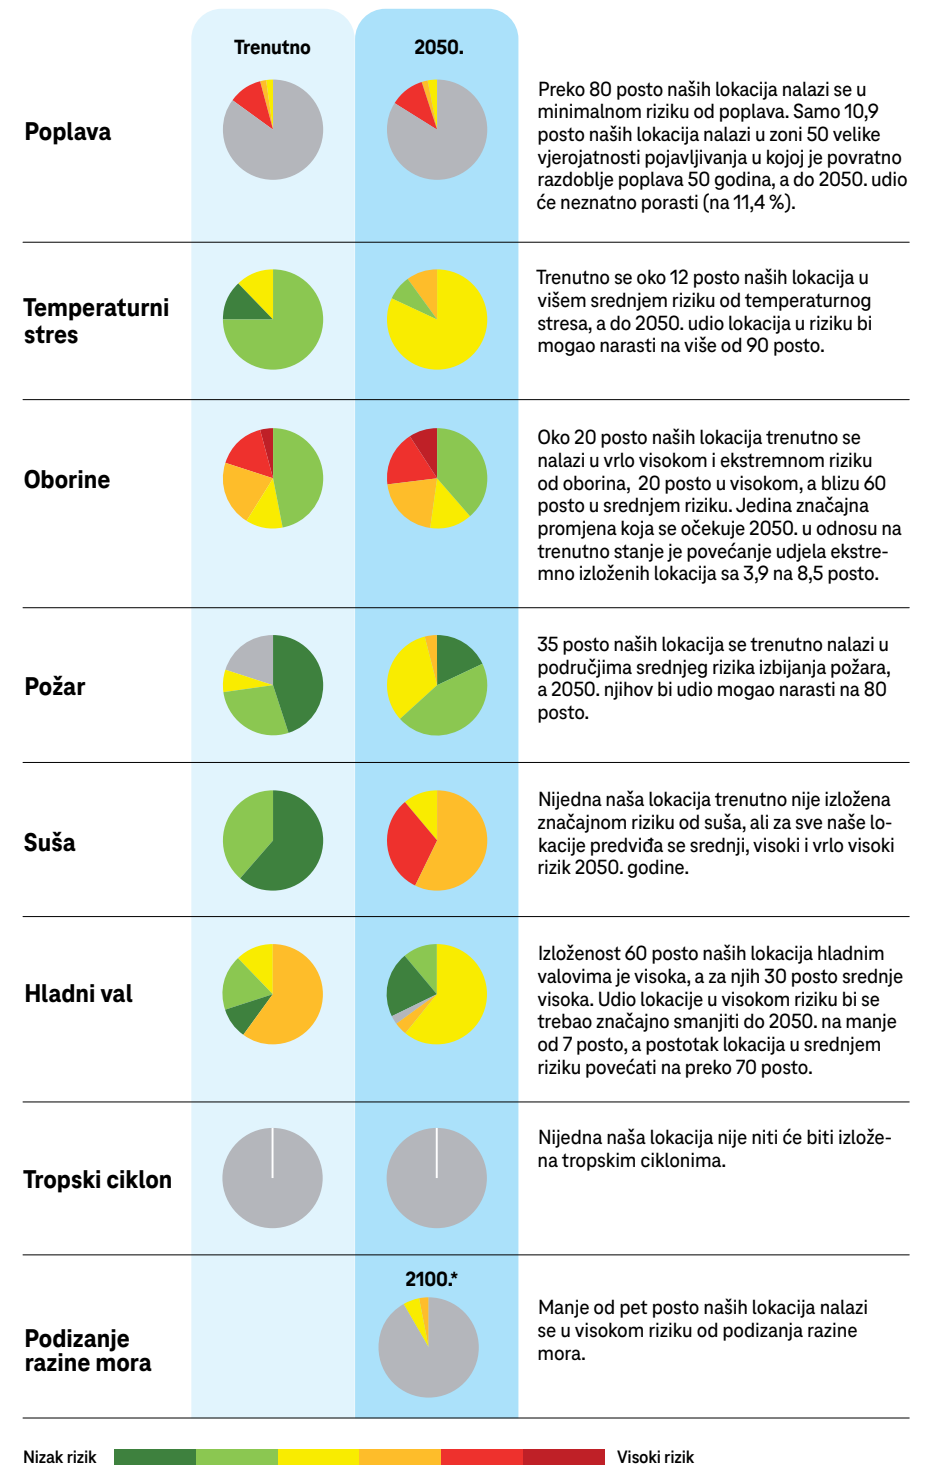 Trenutno
2050.
Poplava
Preko 80 posto naših lokacija nalazi se u
minimalnom riziku od poplava. Samo 10,9
posto naših lokacija nalazi u zoni 50 velike
vjerojatnosti pojavljivanja u kojoj je povratno
razdoblje poplava 50 godina, a do 2050. udio
će neznatno porasti (na 11,4 %).
Temperaturni
stres
Trenutno se oko 12 posto naših lokacija u
višem srednjem riziku od temperaturnog
stresa, a do 2050. udio lokacija u riziku bi
mogao narasti na više od 90 posto.
Oborine
Oko 20 posto naših lokacija trenutno se
nalazi u vrlo visokom i ekstremnom riziku
od oborina, 20 posto u visokom, a blizu 60
posto u srednjem riziku. Jedina značajna
promjena koja se očekuje 2050. u odnosu na
trenutno stanje je povećanje udjela ekstre-
mno izloženih lokacija sa 3,9 na 8,5 posto.
Požar
35 posto naših lokacija se trenutno nalazi u
područjima srednjeg rizika izbijanja požara,
a 2050. njihov bi udio mogao narasti na 80
posto.
Suša
Nijedna naša lokacija trenutno nije izložena
značajnom riziku od suša, ali za sve naše lo-
kacije predviđa se srednji, visoki i vrlo visoki
rizik 2050. godine.
Hladni val
Izloženost 60 posto naših lokacija hladnim
valovima je visoka, a za njih 30 posto srednje
visoka. Udio lokacije u visokom riziku bi se
trebao značajno smanjiti do 2050. na manje
od 7 posto, a postotak lokacija u srednjem
riziku povećati na preko 70 posto.
Tropski ciklon
Nijedna naša lokacija nije niti će biti izlože-
na tropskim ciklonima.
2100.*
Podizanje
razine mora
Manje od pet posto naših lokacija nalazi
se u visokom riziku od podizanja razine
mora.
Nizak rizik
Visoki rizik